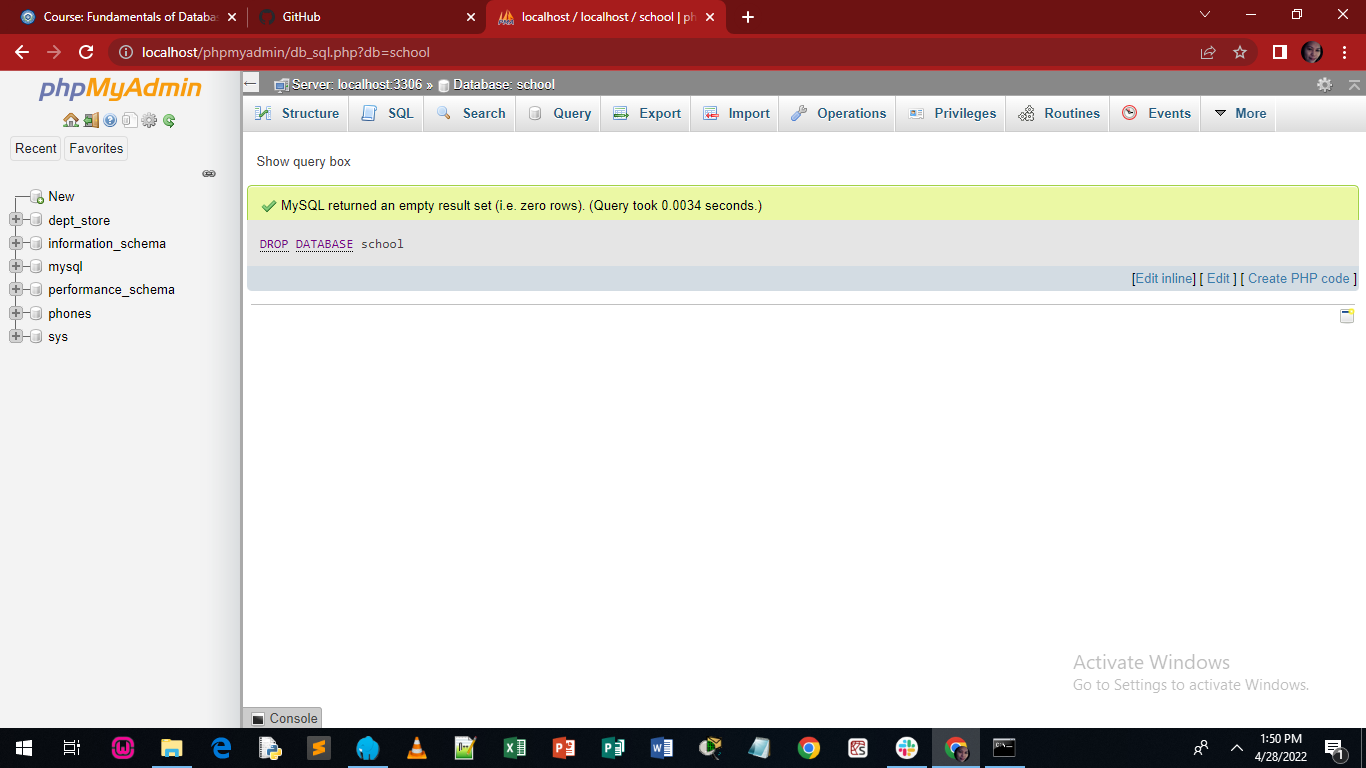 Course: Fundamentals of Databa
GitHub
localhost / localhost / school | ph
localhost/phpmyadmin/db_sql.php?db=school
phpMyAdmin
Recent
Favorites
New
dept_store
information_schema
mysql
performance_schema
phones
sys
Server: localhost:3306 » Database: school
Structure
SQL
Search
Query
Export
Import
Operations
Privileges
Routines
Events
More
Show query box
MySQL returned an empty result set (i.e. zero rows). (Query took 0.0034 seconds.)
DROP DATABASE school
[Edit inline] [ Edit ] [ Create PHP code ]
Activate Windows
Go to Settings to activate Windows.
Console
1:50 PM
4/28/2022
1